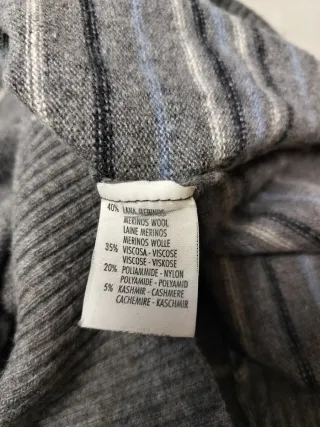 40% LANA MERINOS
MERINOS WOOL
LAINE MERINOS
MERINOS WOLLE
35% VISCOSA - VISCOSE
VISCOSE - VISKOSE
20% POLIAMMIDE - NYLON
POLYAMIDE - POLYAMID
5% KASHMIR - CASHMERE
CACHEMIRE - KASCHMIR